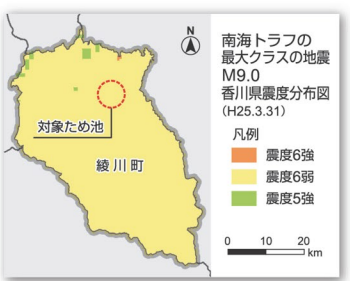 N
南海トラフの
最大クラスの地震
M9.0
香川県震度分布図
(H25.3.31)
凡例
震度6強
震度6弱
震度5強
0 10 20
km
対象ため池
綾川町